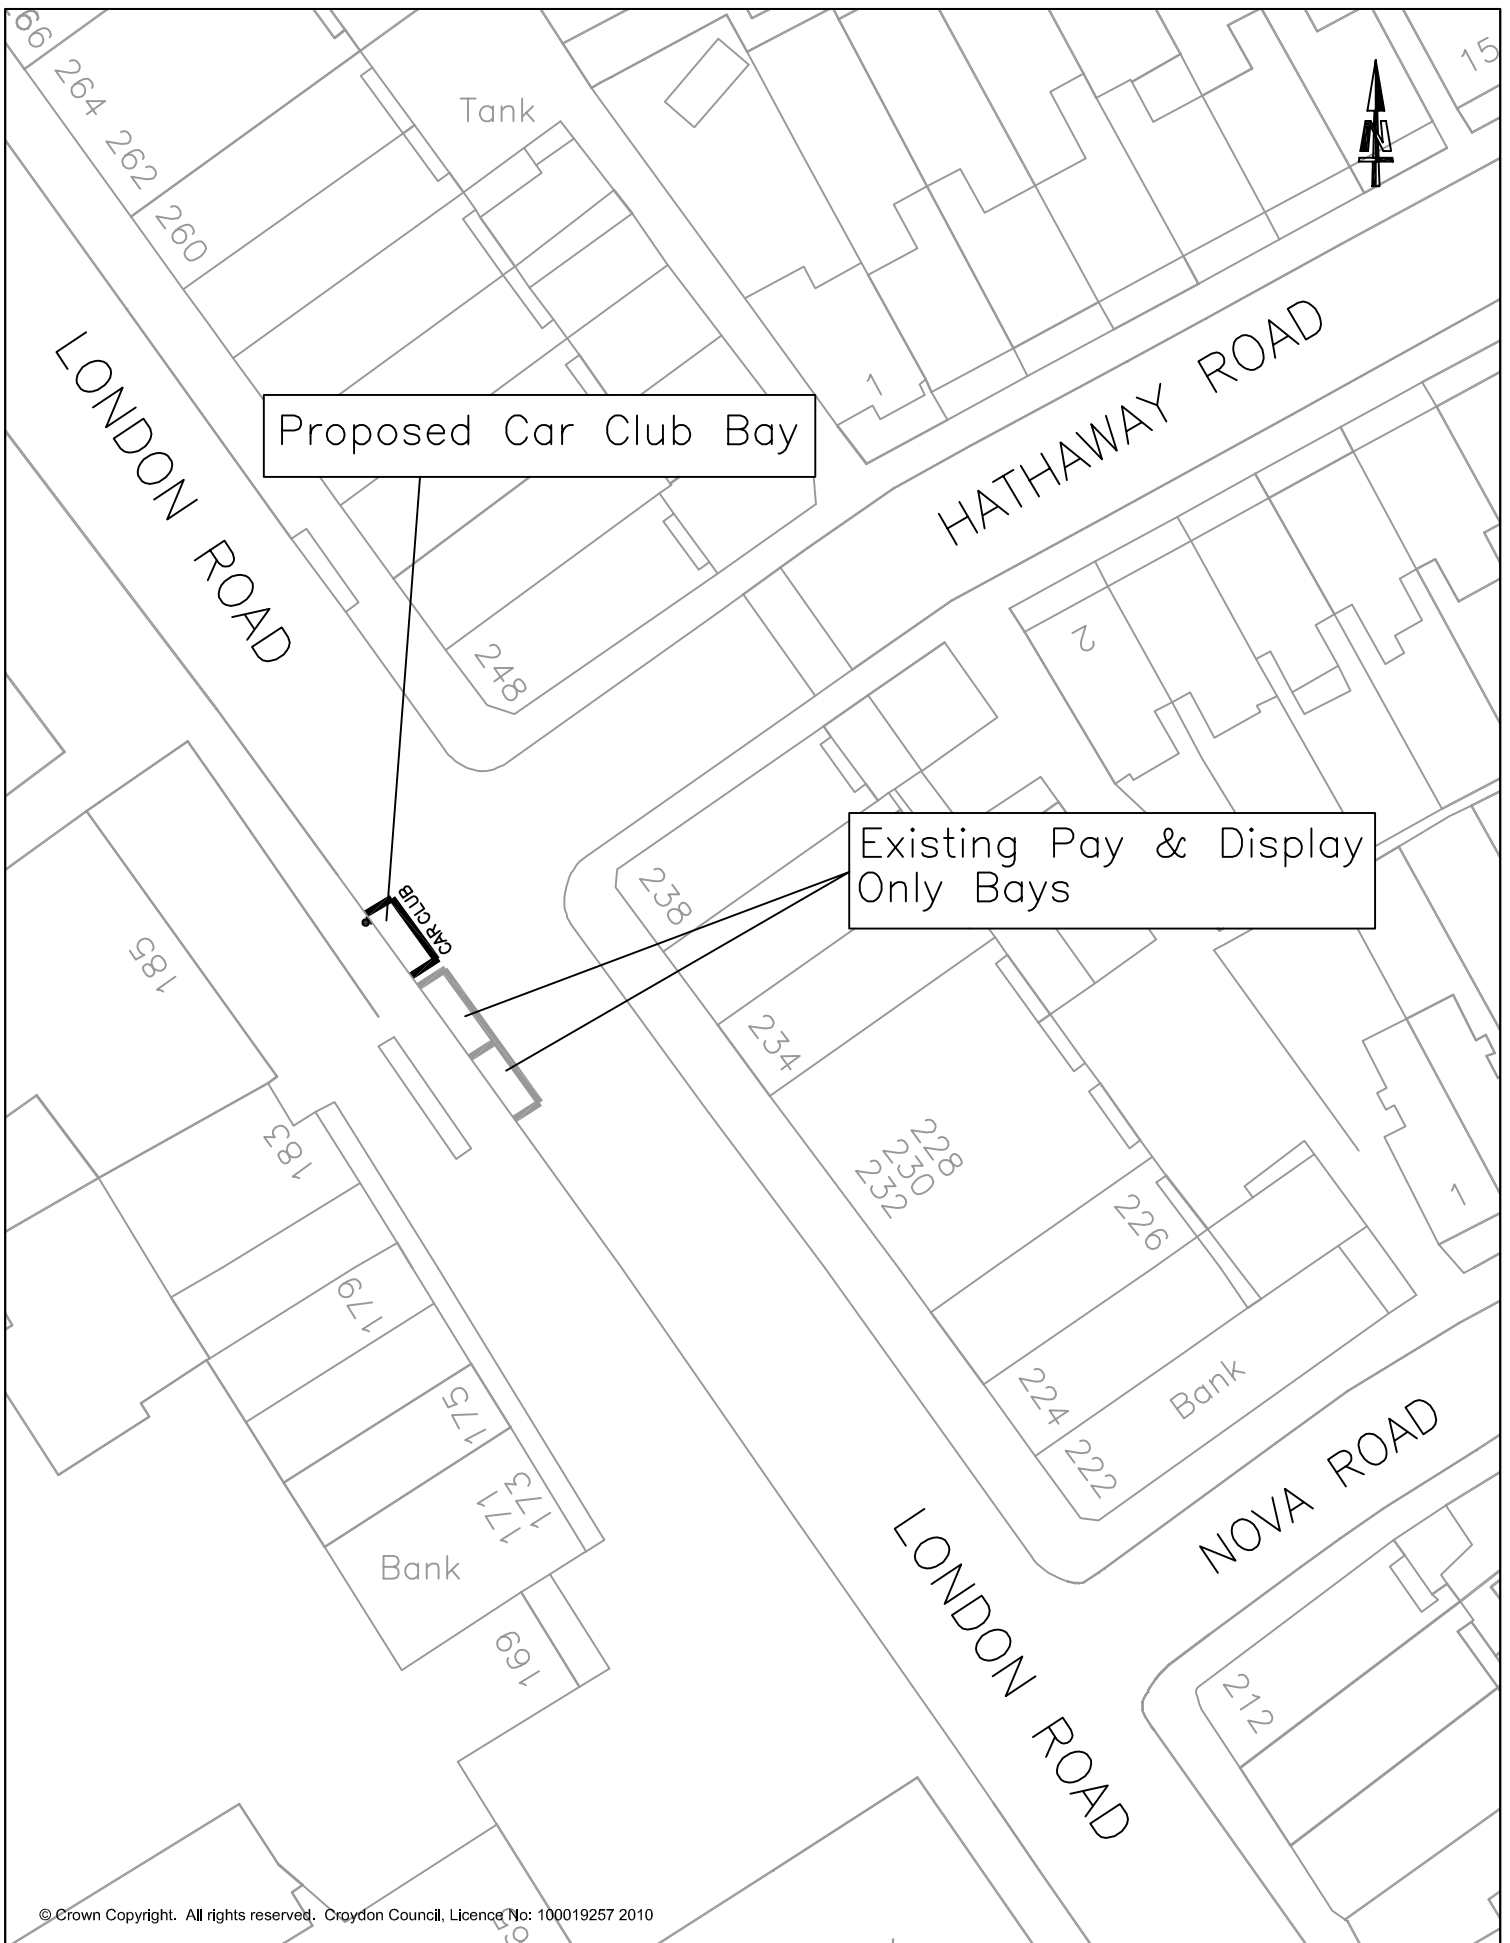 66
264
262
260
Tank
15
N
LONDON ROAD
Proposed Car Club Bay
1
HATHAWAY ROAD
248
2
Existing Pay & Display
Only Bays
238
CAR CLUB
185
234
183
228
230
232
226
1
179
175
173
171
Bank
224
222
Bank
NOVA ROAD
LONDON ROAD
169
212
© Crown Copyright. All rights reserved. Croydon Council, Licence No: 100019257 2010